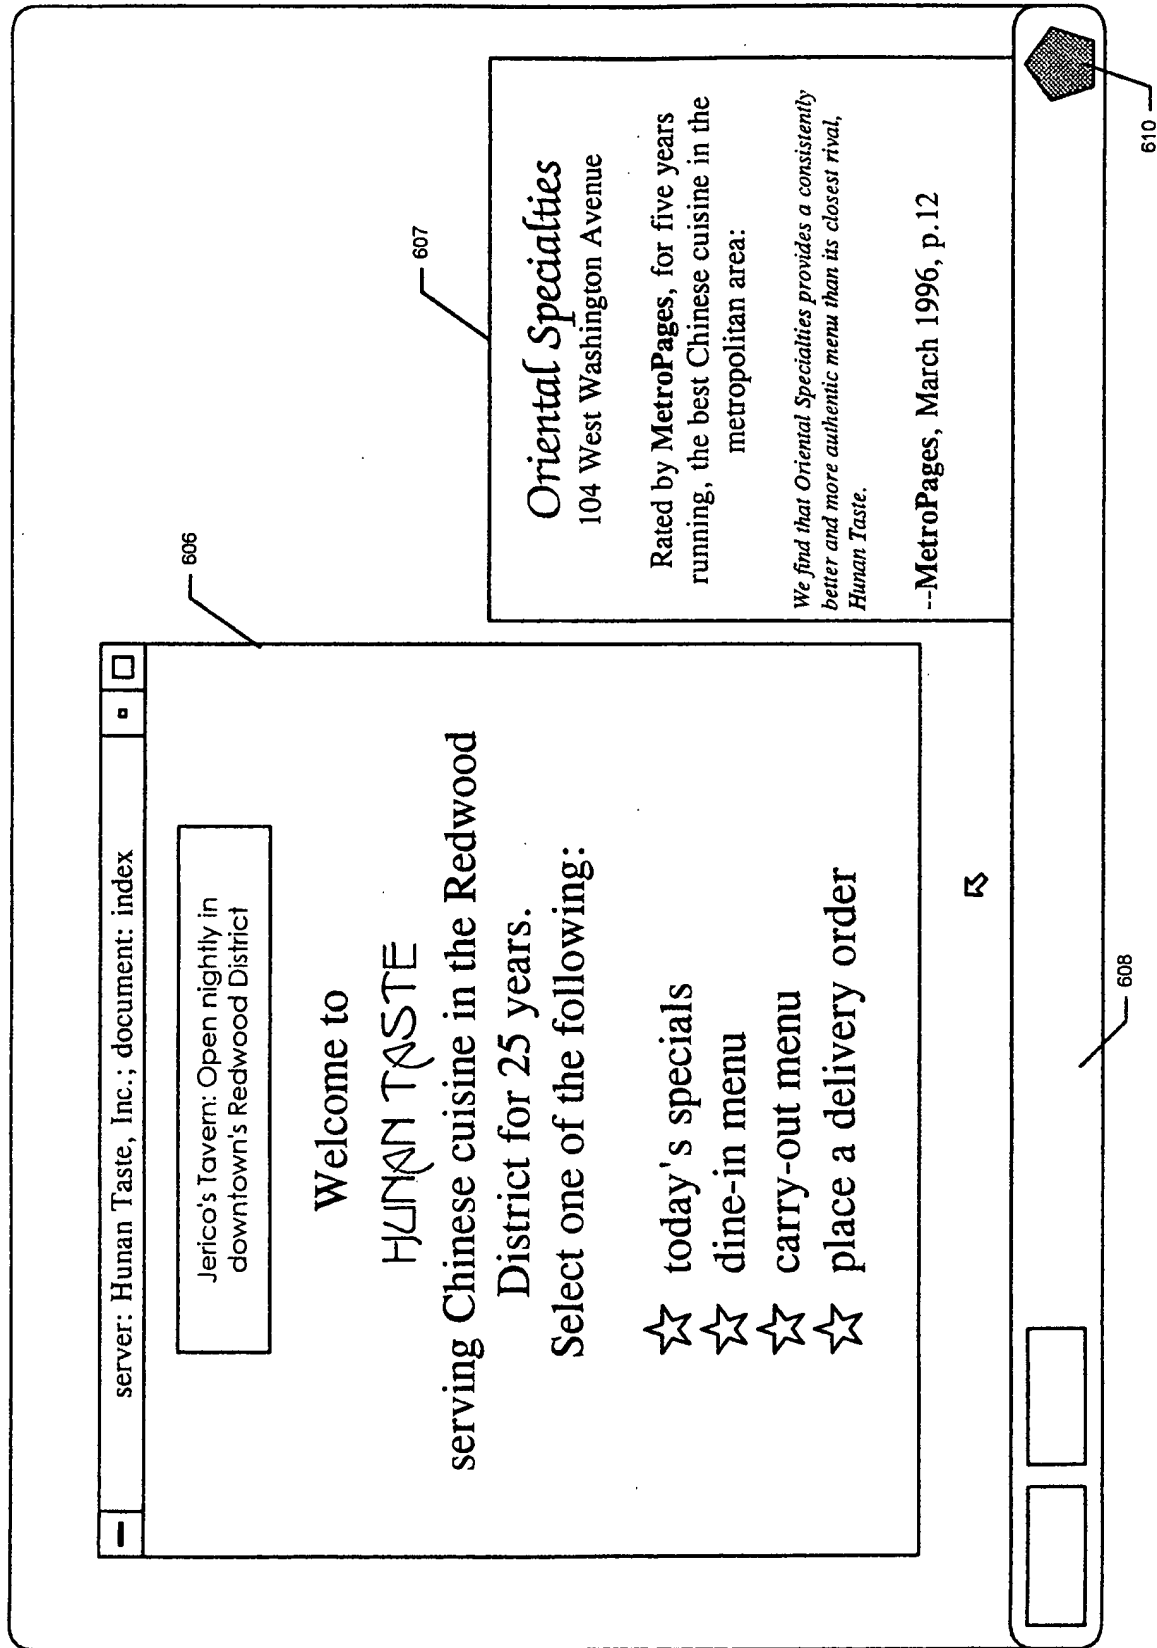 server: Hunan Taste, Inc.; document: index
Jerico's Tavern: Open nightly in
downtown's Redwood District
Welcome to
HUNAN TASTE
serving Chinese cuisine in the Redwood
District for 25 years.
Select one of the following:
☆ today's specials
☆ dine-in menu
☆ carry-out menu
☆ place a delivery order
606
607
Oriental Specialties
104 West Washington Avenue
Rated by MetroPages, for five years
running, the best Chinese cuisine in the
metropolitan area:
We find that Oriental Specialties provides a consistently
better and more authentic menu than its closest rival,
Hunan Taste.
--MetroPages, March 1996, p.12
608
610